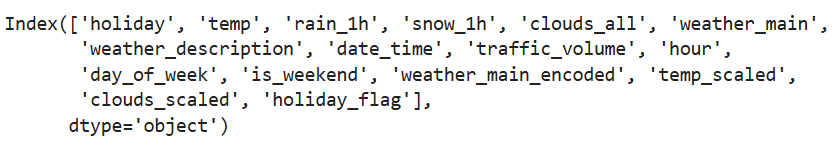 Index(['holiday', 'temp', 'rain_1h', 'snow_1h', 'clouds_all', 'weather_main',
'weather_description', 'date_time', 'traffic_volume', 'hour',
'day_of_week', 'is_weekend', 'weather_main_encoded', 'temp_scaled',
'clouds_scaled', 'holiday_flag'],
dtype='object')